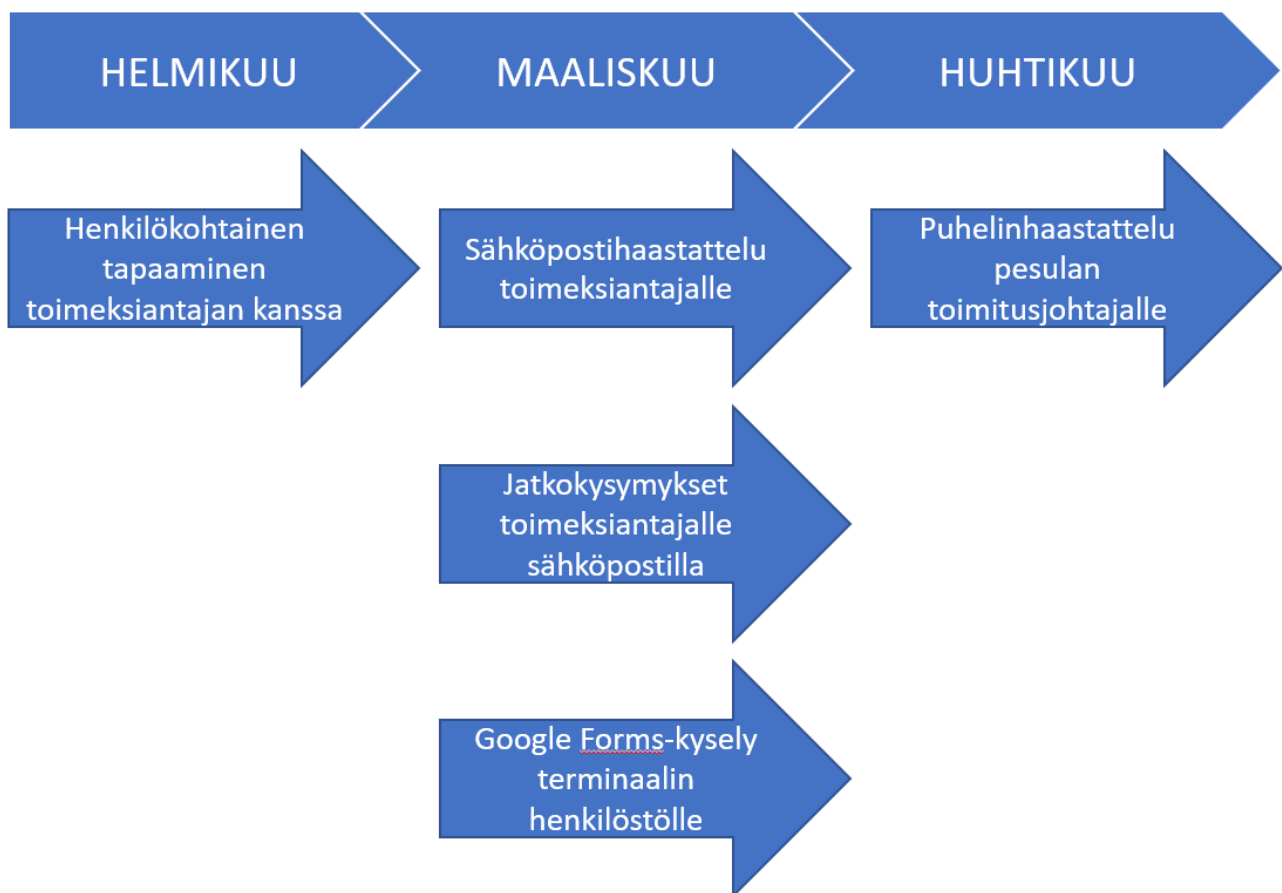 HELMIKUU
MAALISKUU
HUHTIKUU
Henkilökohtainen
tapaaminen
toimeksiantajan kanssa
Sähköpostihaastattelu
toimeksiantajalle
Puhelinhaastattelu
pesulan
toimitusjohtajalle
Jatkokysymykset
toimeksiantajalle
sähköpostilla
Google Forms-kysely
terminaalin
henkilöstölle